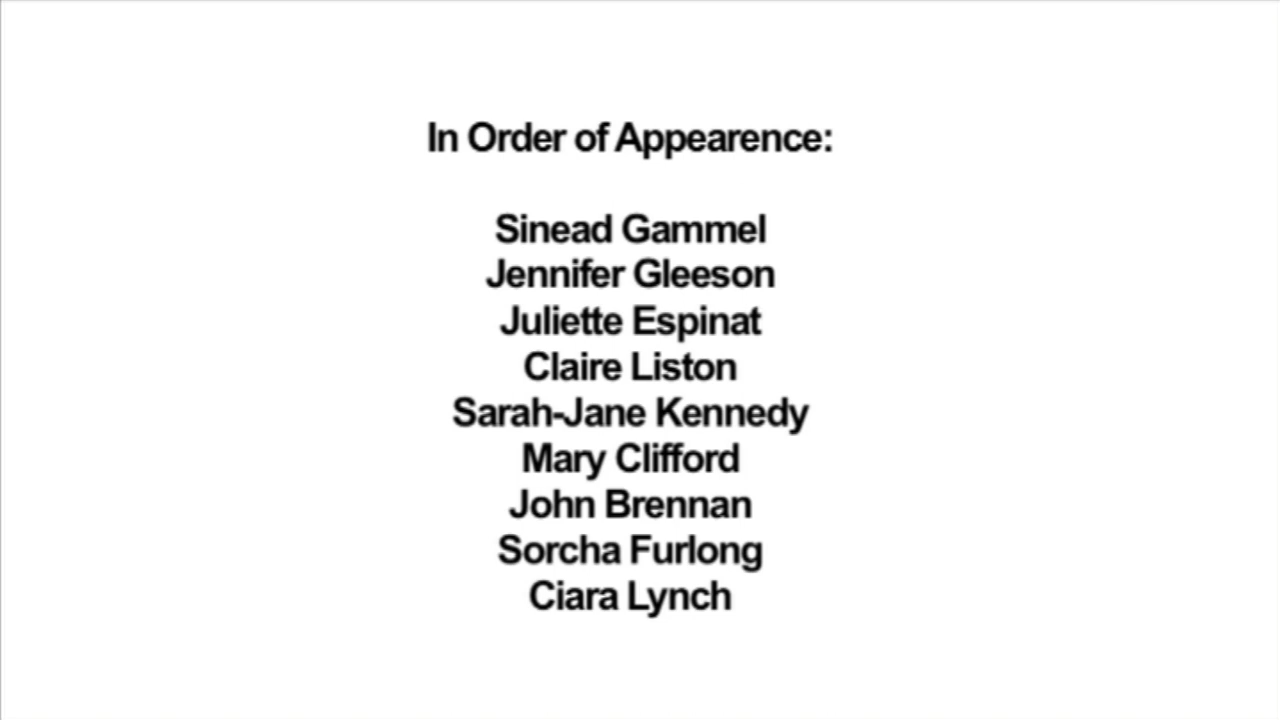 In Order of Appearence:
Sinead Gammel
Jennifer Gleeson
Juliette Espinat
Claire Liston
Sarah-Jane Kennedy
Mary Clifford
John Brennan
Sorcha Furlong
Ciara Lynch